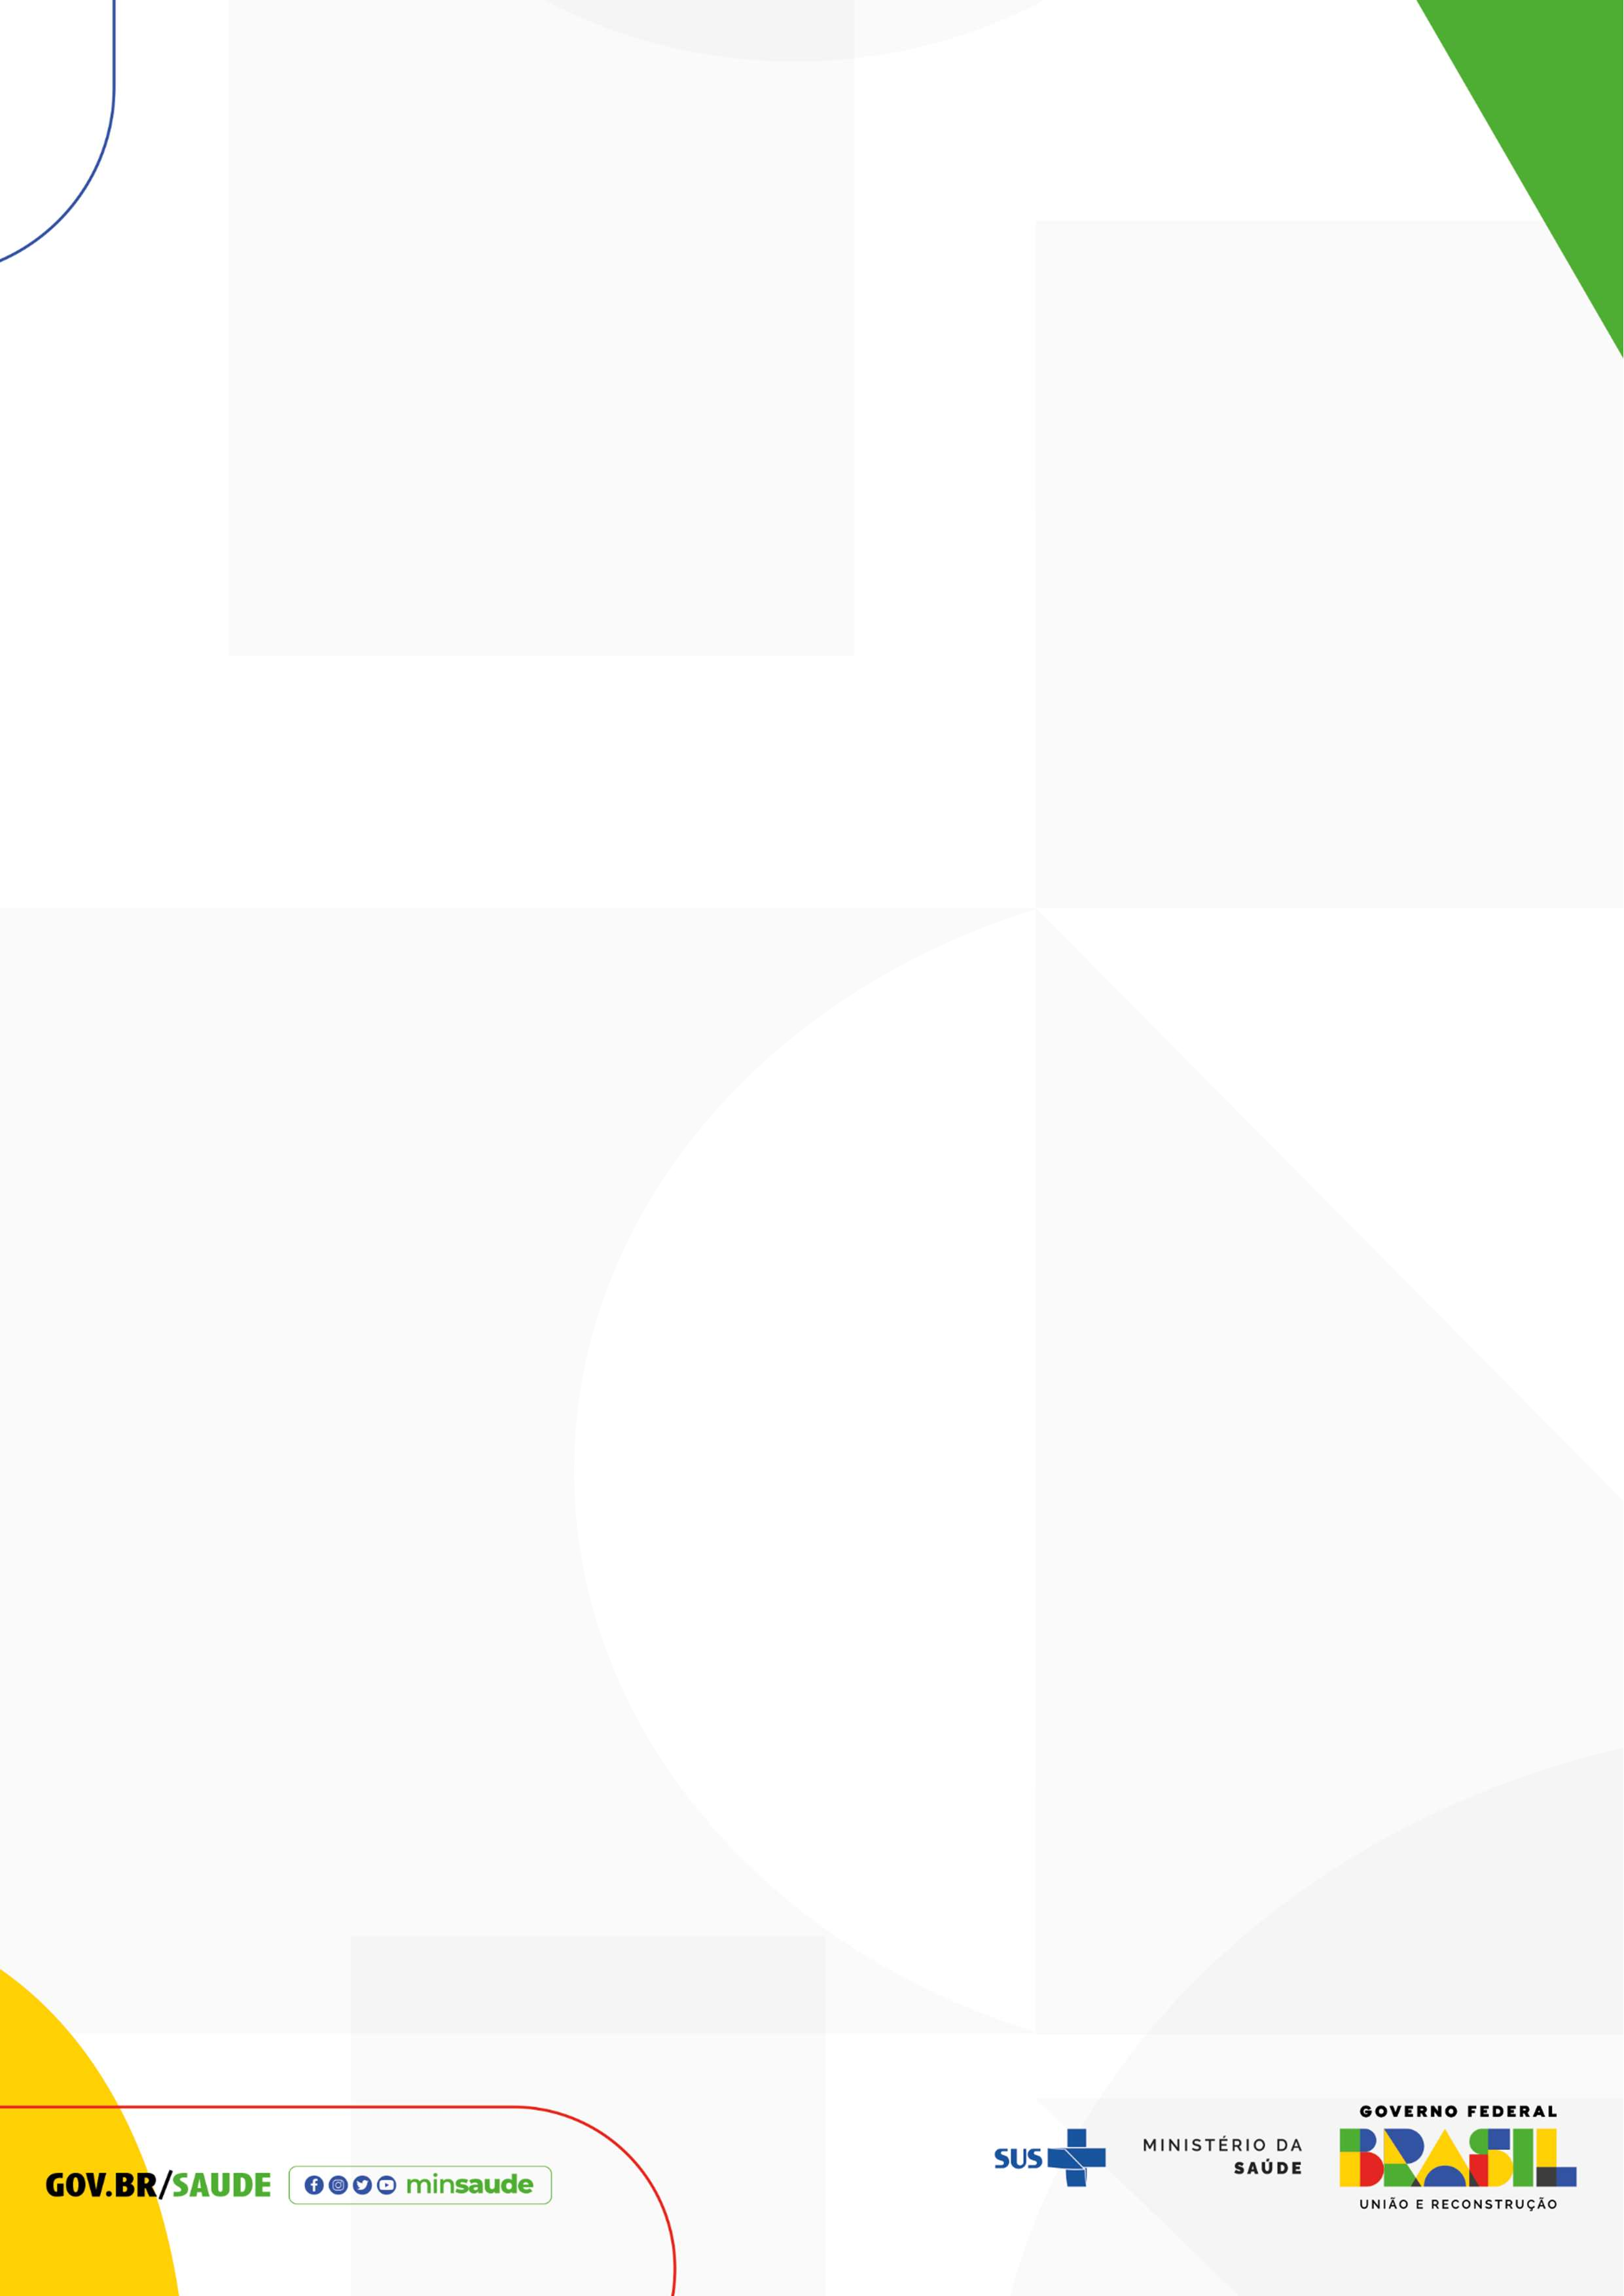 GOV.BR/SAUDE
minsaude
SUS
MINISTÉRIO DA
SAÚDE
GOVERNO FEDERAL
BRASIL
UNIÃO E RECONSTRUÇÃO